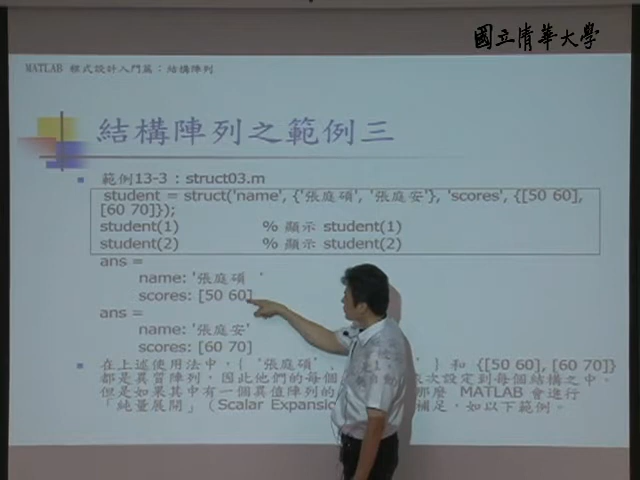 國立清華大學
MATLAB 程式設計入門篇：結構陣列
結構陣列之範例三
範例13-3 : struct03.m
student = struct('name', {'張庭碩', '張庭安'}, 'scores', {[50 60],
[60 70]});
student(1) % 顯示 student(1)
student(2) % 顯示 student(2)
ans =
name: '張庭碩 '
scores: [50 60]
ans =
name: '張庭安'
scores: [60 70]
在上述使用法中，{ '張庭碩'、 ' } 和 {[50 60], [60 70]}
都是異質陣列，因此他們的每個 次設定到每個結構之中，
但是如果其中有一個異值陣列的 那麼 MATLAB 會進行
「純量展開」（Scalar Expansion 補足，如以下範例。